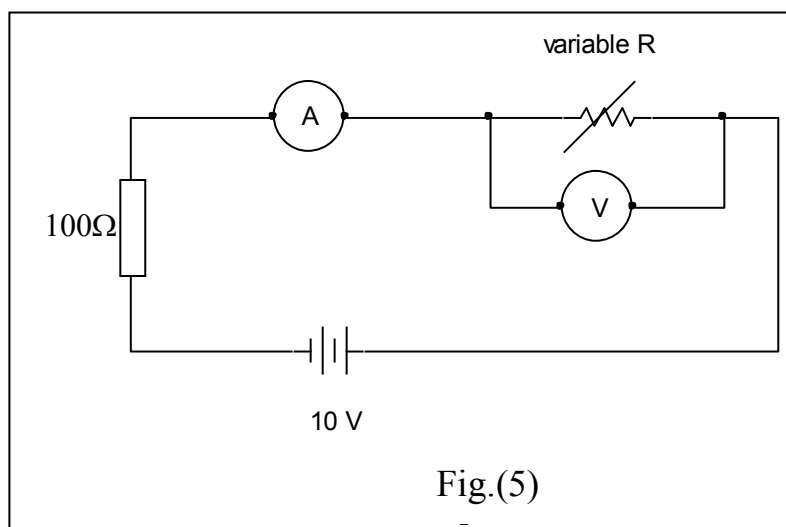 variable R
A
V
100Ω
10 V
Fig.(5)